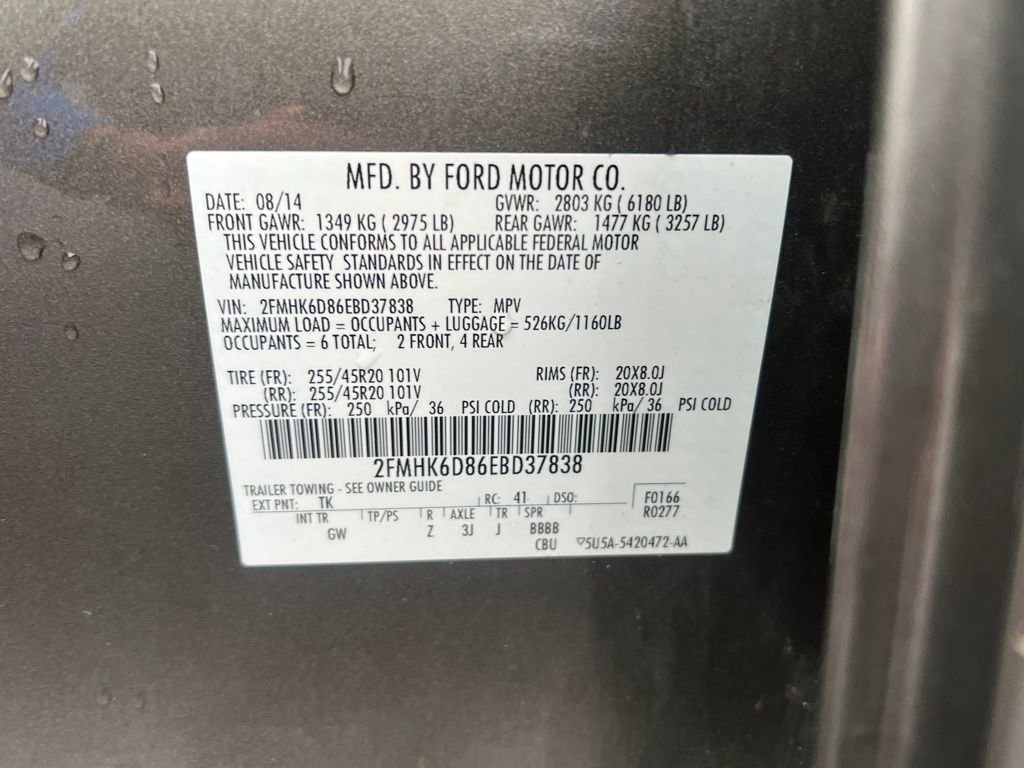 MFD. BY FORD MOTOR CO.
DATE: 08/14 GVWR: 2803 KG ( 6180 LB)
FRONT GAWR: 1349 KG ( 2975 LB) REAR GAWR: 1477 KG ( 3257 LB)
THIS VEHICLE CONFORMS TO ALL APPLICABLE FEDERAL MOTOR
VEHICLE SAFETY STANDARDS IN EFFECT ON THE DATE OF
MANUFACTURE SHOWN ABOVE.
VIN: 2FMHK6D86EBD37838 TYPE: MPV
MAXIMUM LOAD = OCCUPANTS + LUGGAGE = 526KG/1160LB
OCCUPANTS = 6 TOTAL; 2 FRONT, 4 REAR
TIRE (FR): 255/45R20 101V RIMS (FR): 20X8.0J
(RR): 255/45R20 101V (RR): 20X8.0J
PRESSURE (FR): 250 kPa/ 36 PSI COLD (RR): 250 kPa/ 36 PSI COLD
2FMHK6D86EBD37838
TRAILER TOWING - SEE OWNER GUIDE
EXT PNT: TK RC: 41 DSO: F0166
INT TR TP/PS R AXLE TR SPR R0277
GW Z 3J J BBBB
CBU ▽5U5A-5420472-AA